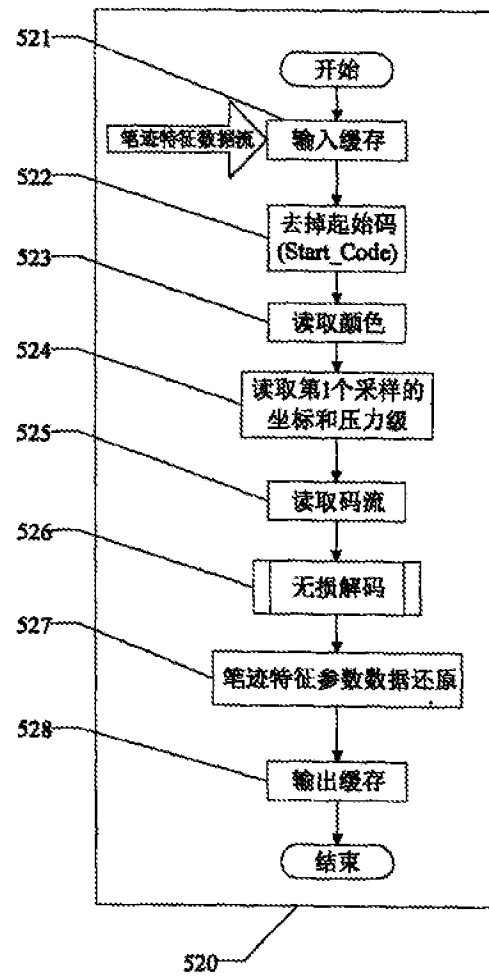 521
开始
笔迹特征数据流
输入缓存
522
去掉起始码
(Start_Code)
523
读取颜色
524
读取第1个采样的
坐标和压力级
525
读取码流
526
无损解码
527
笔迹特征参数数据还原
528
输出缓存
结束
520